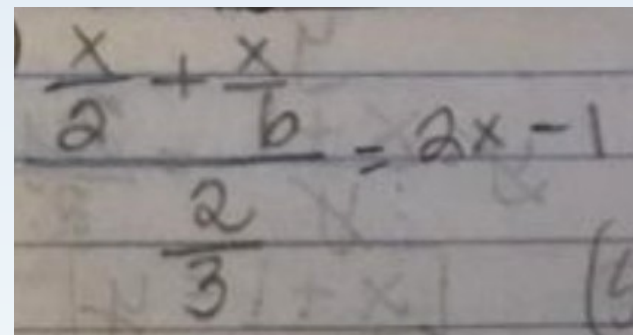 x/2 + x/6
―――― = 2x - 1
2/3